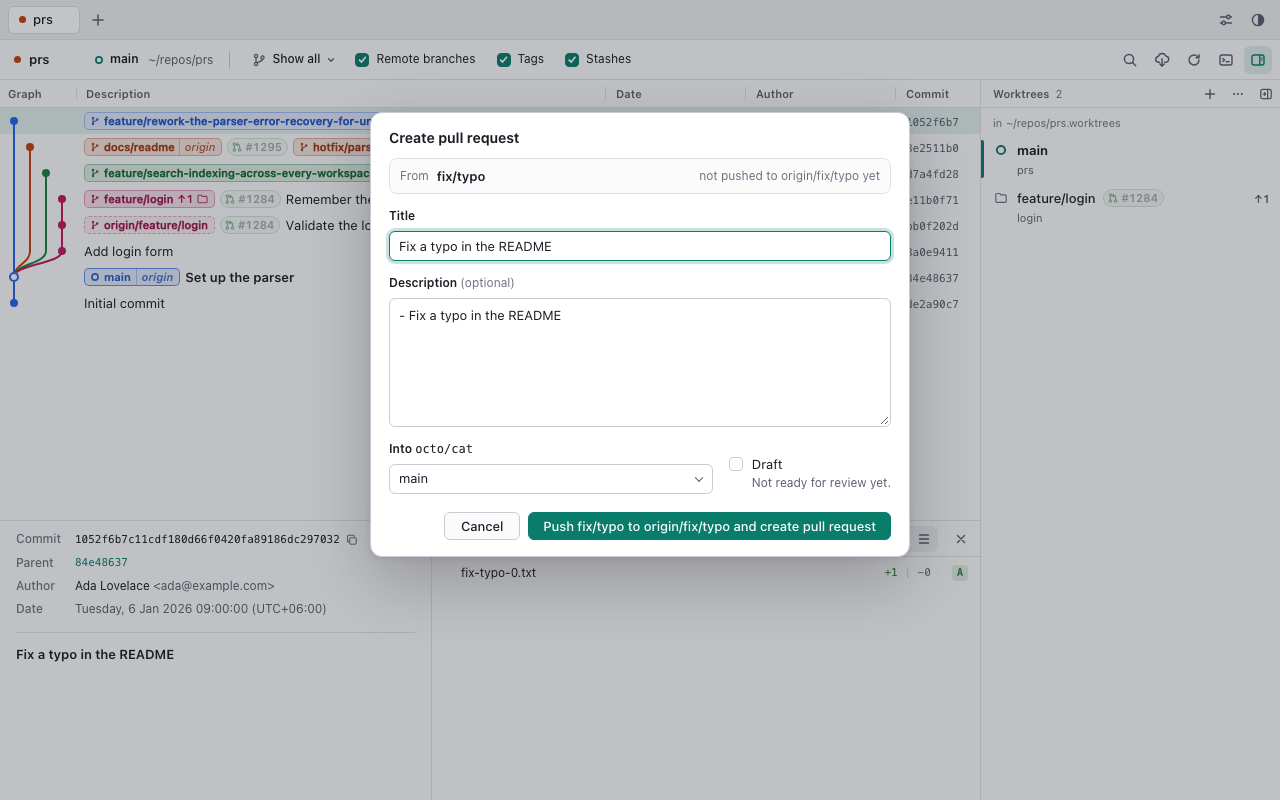 prs
prs
main ~/repos/prs
Show all
Remote branches
Tags
Stashes
Graph Description Date Author Commit
Worktrees 2
feature/rework-the-parser-error-recovery-for-un
1052f6b7
in ~/repos/prs.worktrees
docs/readme origin #1295 hotfix/pars
8e2511b0
main
prs
feature/search-indexing-across-every-workspac
d7a4fd28
feature/login ↑1 #1284 Remember the
e11b0f71
feature/login #1284 ↑1
login
origin/feature/login #1284 Validate the lo
bb0f202d
Add login form
3a0e9411
main origin Set up the parser
84e48637
Initial commit
de2a90c7
Create pull request
From fix/typo not pushed to origin/fix/typo yet
Title
Fix a typo in the README
Description (optional)
- Fix a typo in the README
Into octo/cat
main
Draft
Not ready for review yet.
Cancel
Push fix/typo to origin/fix/typo and create pull request
Commit 1052f6b7c11cdf180d66f0420fa89186dc297032
Parent 84e48637
Author Ada Lovelace <ada@example.com>
Date Tuesday, 6 Jan 2026 09:00:00 (UTC+06:00)
Fix a typo in the README
fix-typo-0.txt +1 | −0 A